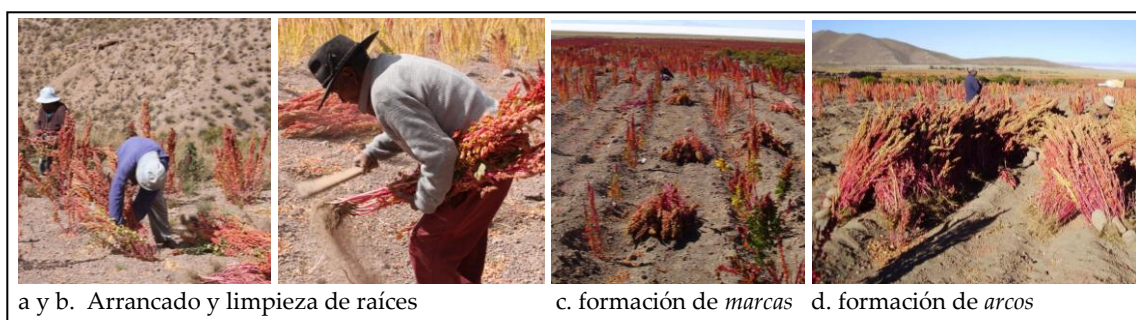 a y b. Arrancado y limpieza de raíces c. formación de marcas d. formación de arcos